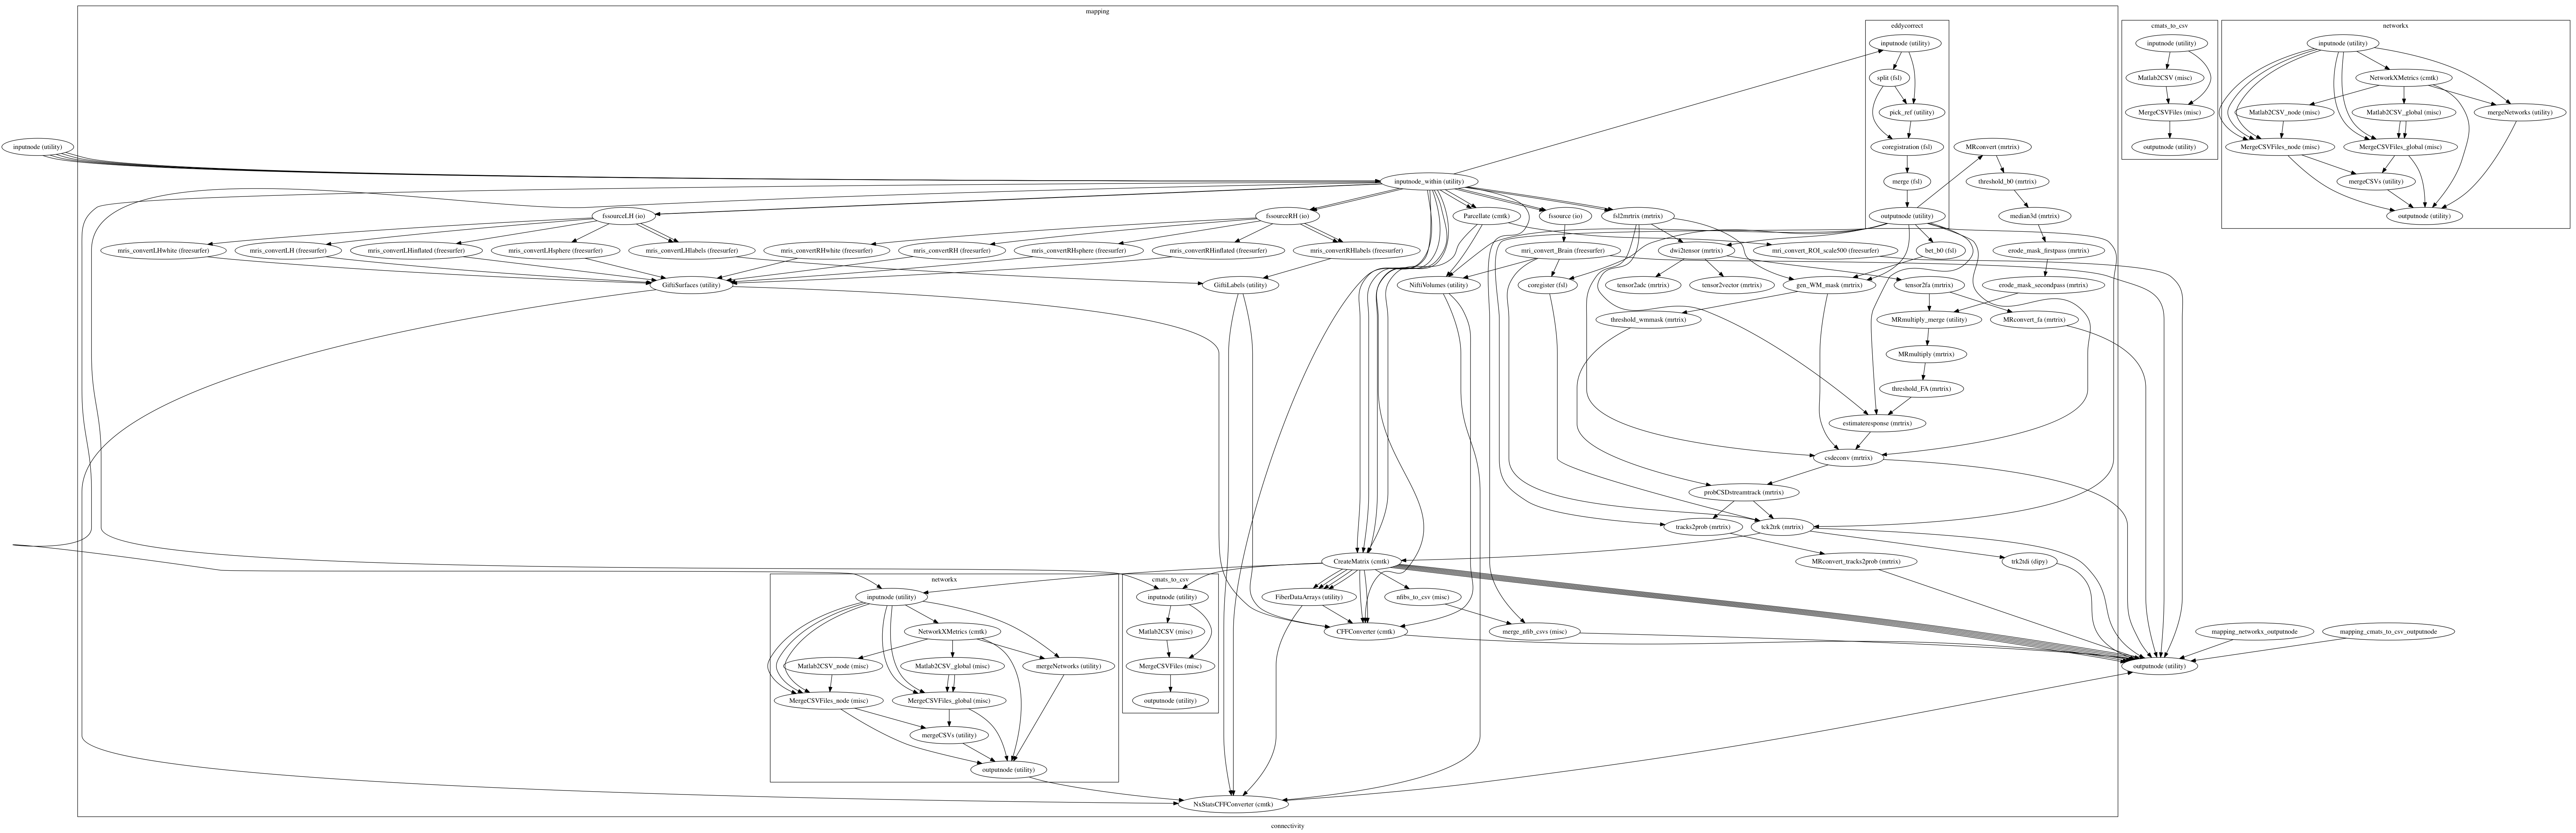 mapping
eddycorrect
cmats_to_csv
networkx
inputnode (utility)
inputnode (utility)
inputnode (utility)
split (fsl)
Matlab2CSV (misc)
NetworkXMetrics (cmtk)
pick_ref (utility)
MergeCSVFiles (misc)
Matlab2CSV_node (misc)
Matlab2CSV_global (misc)
mergeNetworks (utility)
inputnode (utility)
coregistration (fsl)
MRconvert (mrtrix)
outputnode (utility)
MergeCSVFiles_node (misc)
MergeCSVFiles_global (misc)
inputnode_within (utility)
merge (fsl)
threshold_b0 (mrtrix)
mergeCSVs (utility)
fssourceLH (io)
fssourceRH (io)
Parcellate (cmtk)
fssource (io)
fsl2mrtrix (mrtrix)
outputnode (utility)
median3d (mrtrix)
outputnode (utility)
mris_convertLHwhite (freesurfer)
mris_convertLH (freesurfer)
mris_convertLHinflated (freesurfer)
mris_convertLHsphere (freesurfer)
mris_convertLHlabels (freesurfer)
mris_convertRHwhite (freesurfer)
mris_convertRH (freesurfer)
mris_convertRHsphere (freesurfer)
mris_convertRHinflated (freesurfer)
mris_convertRHlabels (freesurfer)
mri_convert_Brain (freesurfer)
dwi2tensor (mrtrix)
mri_convert_ROI_scale500 (freesurfer)
bet_b0 (fsl)
erode_mask_firstpass (mrtrix)
GiftiSurfaces (utility)
GiftiLabels (utility)
NiftiVolumes (utility)
coregister (fsl)
tensor2adc (mrtrix)
tensor2vector (mrtrix)
gen_WM_mask (mrtrix)
tensor2fa (mrtrix)
erode_mask_secondpass (mrtrix)
threshold_wmmask (mrtrix)
MRmultiply_merge (utility)
MRconvert_fa (mrtrix)
MRmultiply (mrtrix)
threshold_FA (mrtrix)
estimateresponse (mrtrix)
csdeconv (mrtrix)
probCSDstreamtrack (mrtrix)
tracks2prob (mrtrix)
tck2trk (mrtrix)
CreateMatrix (cmtk)
MRconvert_tracks2prob (mrtrix)
trk2tdi (dipy)
networkx
cmats_to_csv
inputnode (utility)
inputnode (utility)
FiberDataArrays (utility)
nfibs_to_csv (misc)
NetworkXMetrics (cmtk)
Matlab2CSV (misc)
CFFConverter (cmtk)
merge_nfib_csvs (misc)
mapping_networkx_outputnode
mapping_cmats_to_csv_outputnode
Matlab2CSV_node (misc)
Matlab2CSV_global (misc)
mergeNetworks (utility)
MergeCSVFiles (misc)
outputnode (utility)
MergeCSVFiles_node (misc)
MergeCSVFiles_global (misc)
outputnode (utility)
mergeCSVs (utility)
outputnode (utility)
NxStatsCFFConverter (cmtk)
connectivity